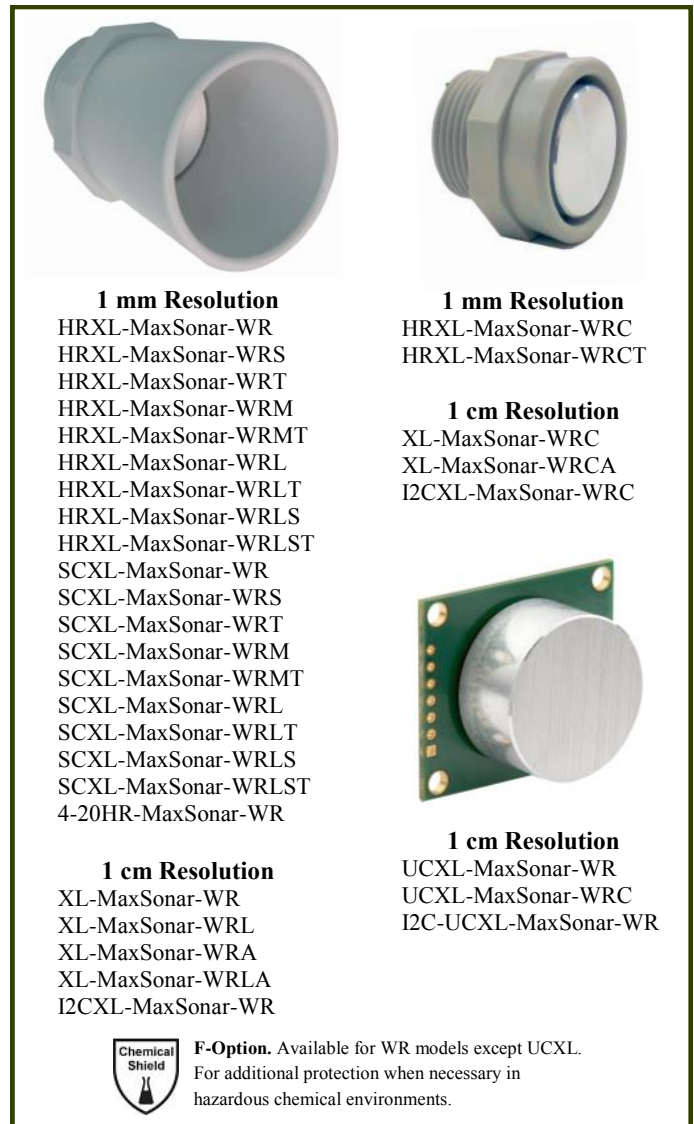 1 mm Resolution
HRXL-MaxSonar-WR
HRXL-MaxSonar-WRS
HRXL-MaxSonar-WRT
HRXL-MaxSonar-WRM
HRXL-MaxSonar-WRMT
HRXL-MaxSonar-WRL
HRXL-MaxSonar-WRLT
HRXL-MaxSonar-WRLS
HRXL-MaxSonar-WRLST
SCXL-MaxSonar-WR
SCXL-MaxSonar-WRS
SCXL-MaxSonar-WRT
SCXL-MaxSonar-WRM
SCXL-MaxSonar-WRMT
SCXL-MaxSonar-WRL
SCXL-MaxSonar-WRLT
SCXL-MaxSonar-WRLS
SCXL-MaxSonar-WRLST
4-20HR-MaxSonar-WR
1 cm Resolution
XL-MaxSonar-WR
XL-MaxSonar-WRL
XL-MaxSonar-WRA
XL-MaxSonar-WRLA
I2CXL-MaxSonar-WR
1 mm Resolution
HRXL-MaxSonar-WRC
HRXL-MaxSonar-WRCT
1 cm Resolution
XL-MaxSonar-WRC
XL-MaxSonar-WRCA
I2CXL-MaxSonar-WRC
1 cm Resolution
UCXL-MaxSonar-WR
UCXL-MaxSonar-WRC
I2C-UCXL-MaxSonar-WR
Chemical
Shield
F-Option. Available for WR models except UCXL.
For additional protection when necessary in
hazardous chemical environments.